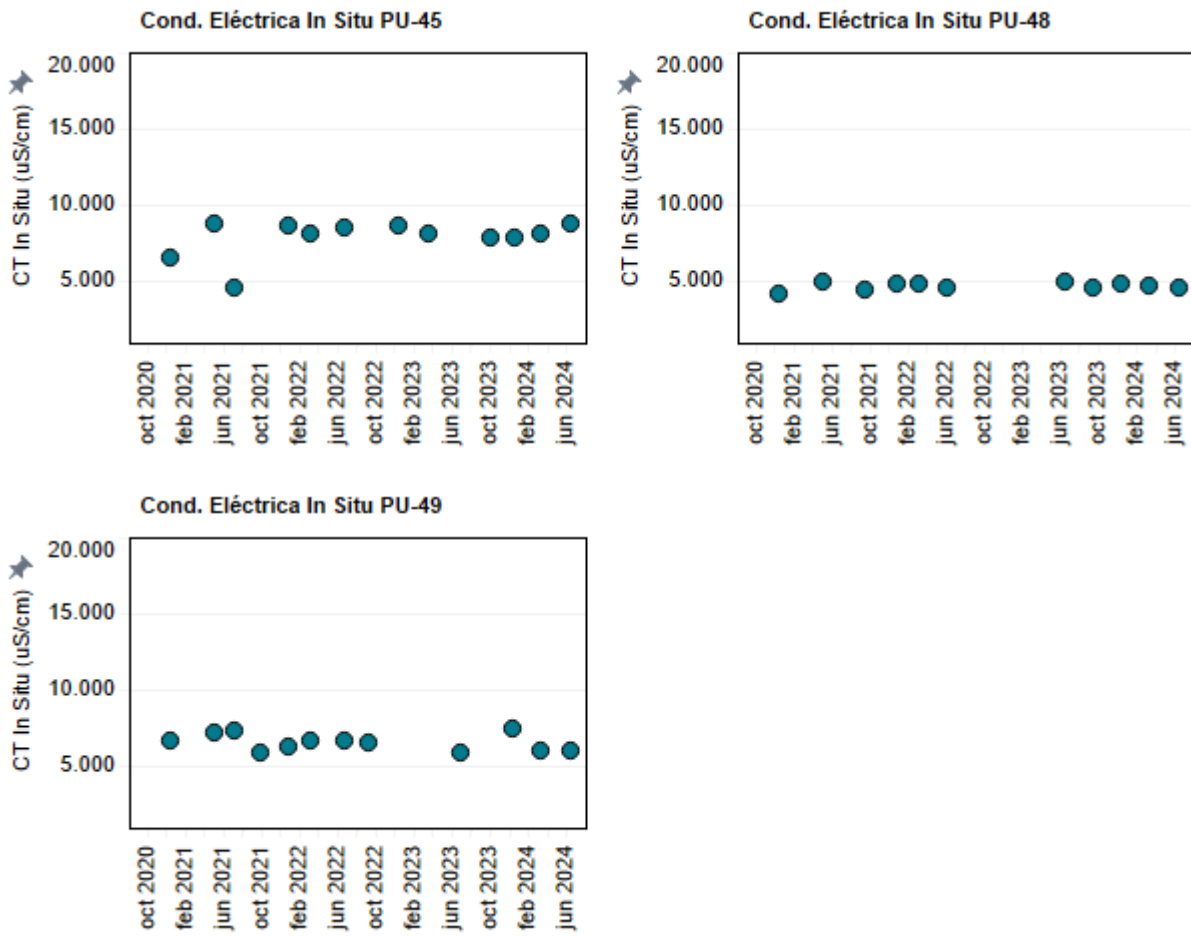 Cond. Eléctrica In Situ PU-45
CT In Situ (uS/cm)
20.000
15.000
10.000
5.000
oct 2020
feb 2021
jun 2021
oct 2021
feb 2022
jun 2022
oct 2022
feb 2023
jun 2023
oct 2023
feb 2024
jun 2024
Cond. Eléctrica In Situ PU-48
CT In Situ (uS/cm)
20.000
15.000
10.000
5.000
oct 2020
feb 2021
jun 2021
oct 2021
feb 2022
jun 2022
oct 2022
feb 2023
jun 2023
oct 2023
feb 2024
jun 2024
Cond. Eléctrica In Situ PU-49
CT In Situ (uS/cm)
20.000
15.000
10.000
5.000
oct 2020
feb 2021
jun 2021
oct 2021
feb 2022
jun 2022
oct 2022
feb 2023
jun 2023
oct 2023
feb 2024
jun 2024